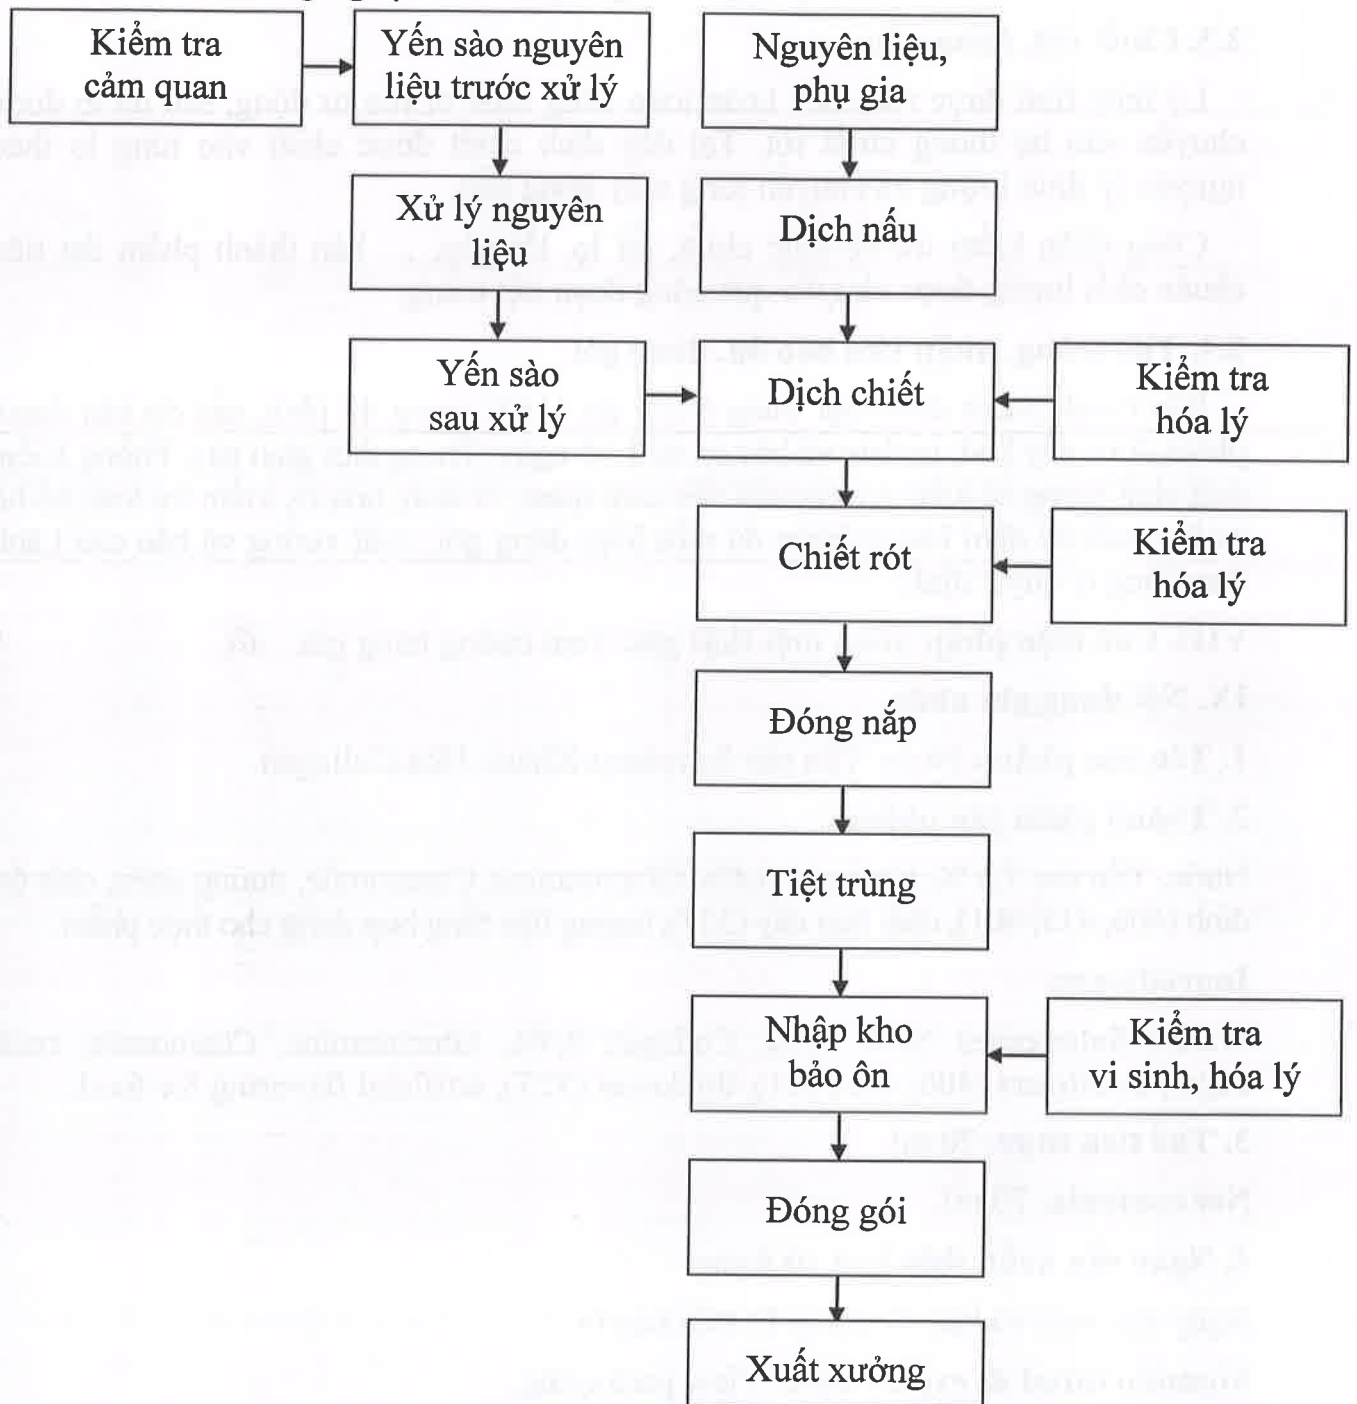 Kiểm tra
cảm quan
Yến sào nguyên
liệu trước xử lý
Nguyên liệu,
phụ gia
Xử lý nguyên
liệu
Dịch nấu
Yến sào
sau xử lý
Dịch chiết
Kiểm tra
hóa lý
Chiết rót
Kiểm tra
hóa lý
Đóng nắp
Tiệt trùng
Nhập kho
bảo ôn
Kiểm tra
vi sinh, hóa lý
Đóng gói
Xuất xưởng